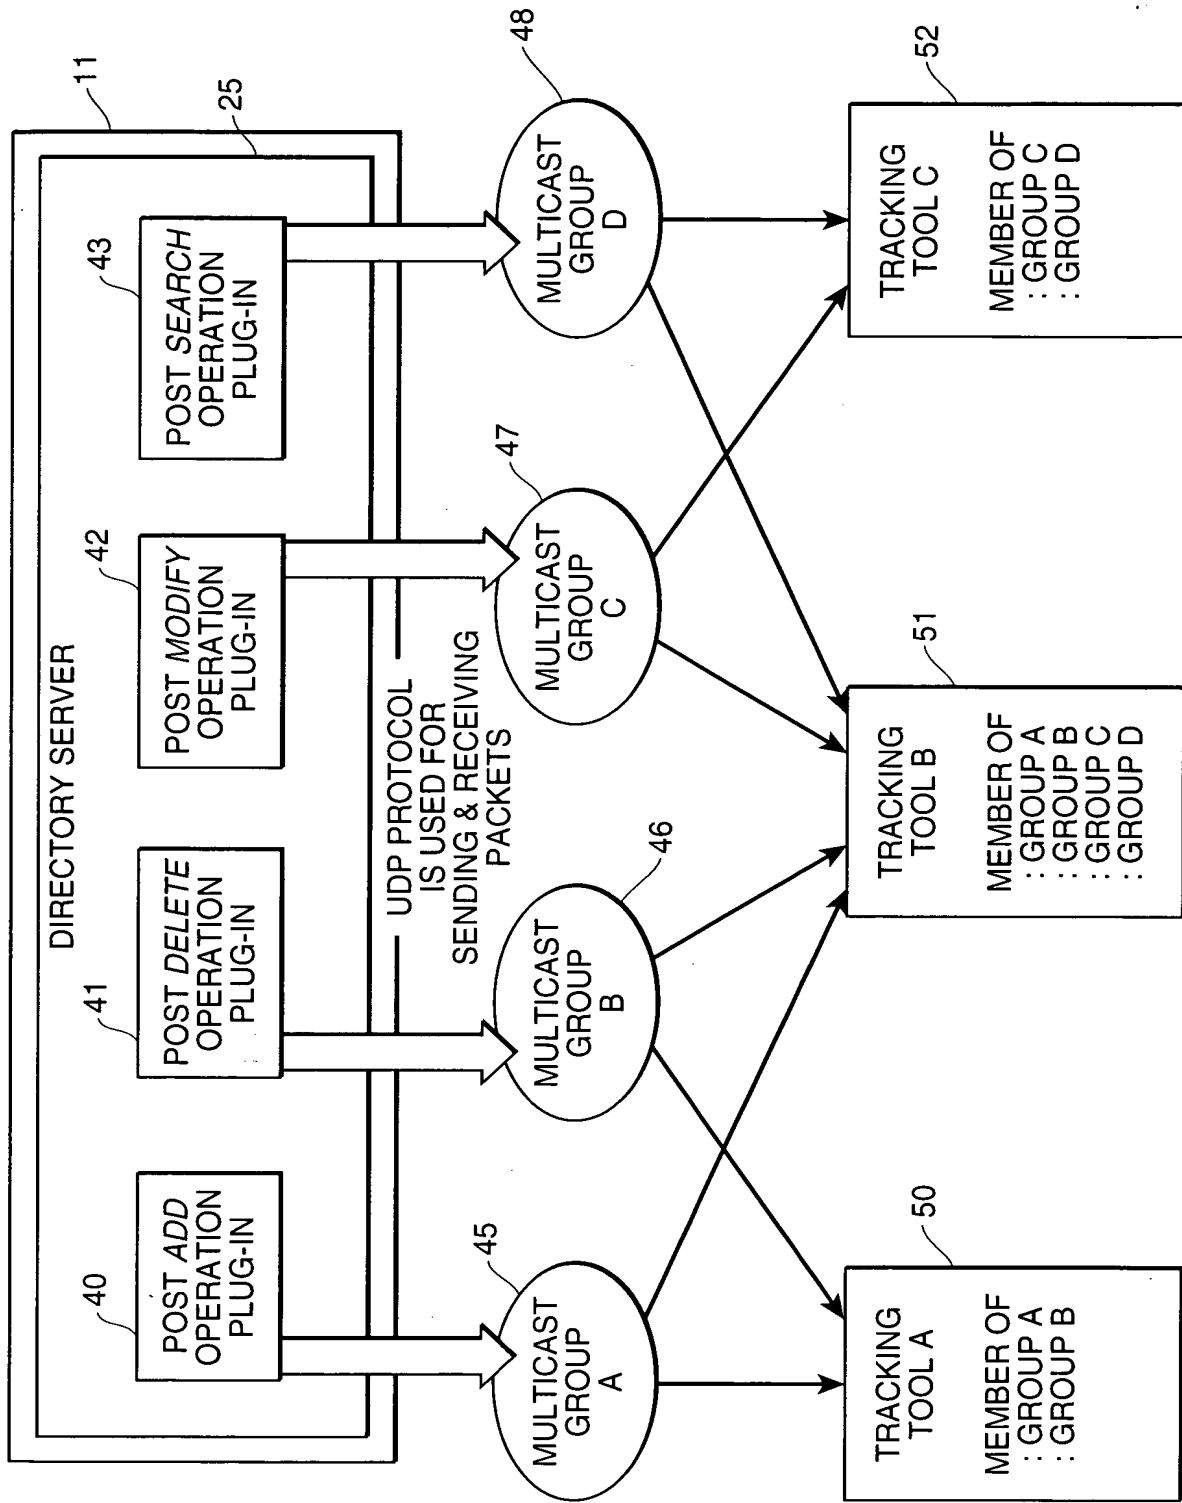 11
25
DIRECTORY SERVER
40
POST ADD
OPERATION
PLUG-IN
41
POST DELETE
OPERATION
PLUG-IN
42
POST MODIFY
OPERATION
PLUG-IN
43
POST SEARCH
OPERATION
PLUG-IN
UDP PROTOCOL
IS USED FOR
SENDING & RECEIVING
PACKETS
45
MULTICAST
GROUP
A
46
MULTICAST
GROUP
B
47
MULTICAST
GROUP
C
48
MULTICAST
GROUP
D
50
TRACKING
TOOL A
MEMBER OF
: GROUP A
: GROUP B
51
TRACKING
TOOL B
MEMBER OF
: GROUP A
: GROUP B
: GROUP C
: GROUP D
52
TRACKING
TOOL C
MEMBER OF
: GROUP C
: GROUP D